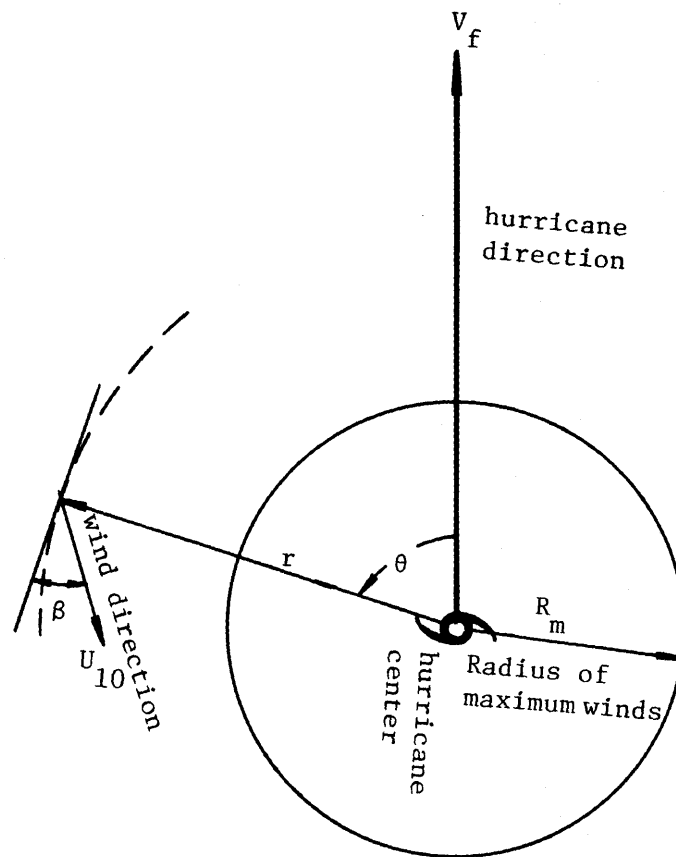 V_f
hurricane
direction
wind direction
r
θ
β
U_10
R_m
hurricane
center
Radius of
maximum winds